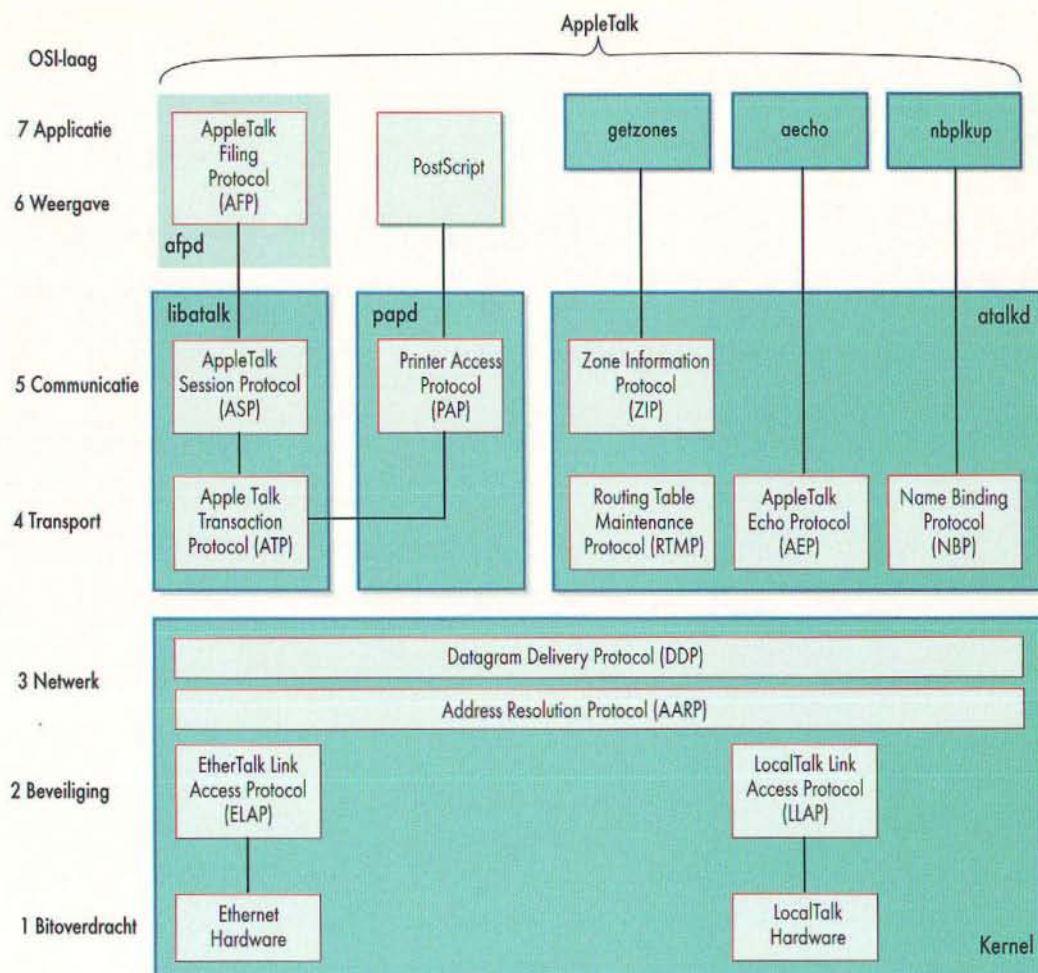 AppleTalk
OSI-laag
7 Applicatie
AppleTalk
Filing
Protocol
(AFP)
PostScript
getzones
aecho
nbplkup
6 Weergave
afpd
libatalk
papd
atalkd
5 Communicatie
AppleTalk
Session Protocol
(ASP)
Printer Access
Protocol
(PAP)
Zone Information
Protocol
(ZIP)
4 Transport
Apple Talk
Transaction
Protocol (ATP)
Routing Table
Maintenance
Protocol (RTMP)
AppleTalk
Echo Protocol
(AEP)
Name Binding
Protocol
(NBP)
3 Netwerk
Datagram Delivery Protocol (DDP)
Address Resolution Protocol (AARP)
2 Beveiliging
EtherTalk Link
Access Protocol
(ELAP)
LocalTalk Link
Access Protocol
(LLAP)
1 Bitoverdracht
Ethernet
Hardware
LocalTalk
Hardware
Kernel